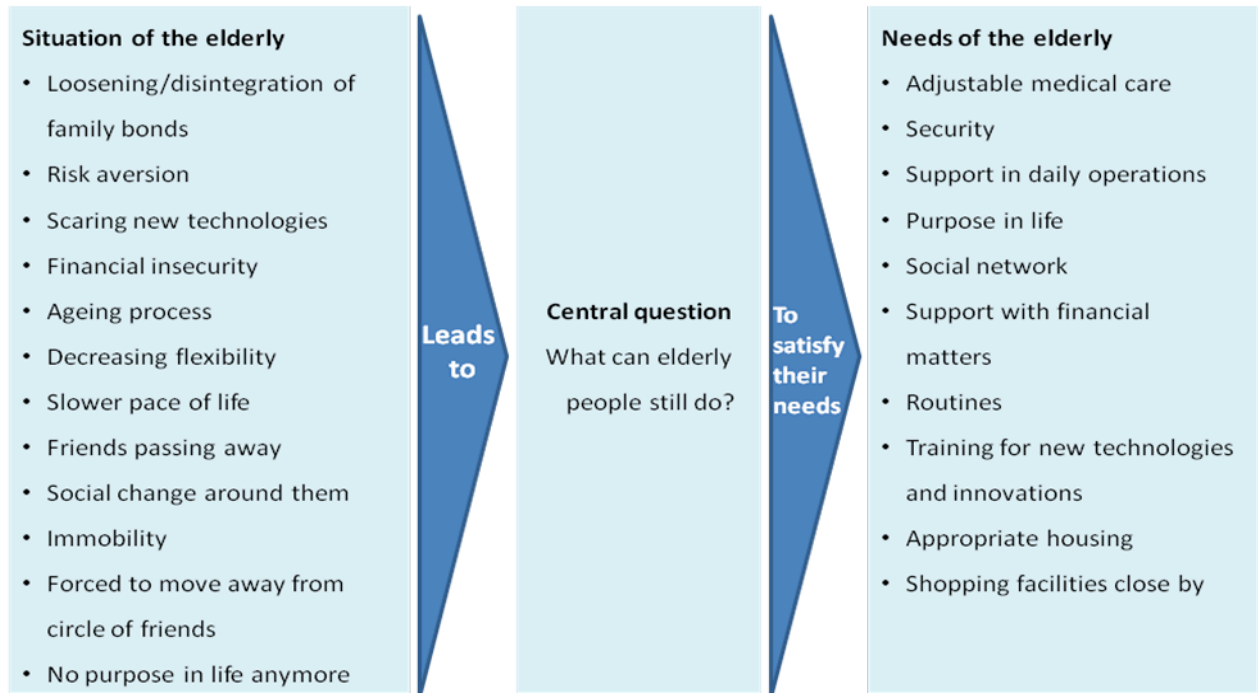 Situation of the elderly
• Loosening/disintegration of
family bonds
• Risk aversion
• Scaring new technologies
• Financial insecurity
• Ageing process
• Decreasing flexibility
• Slower pace of life
• Friends passing away
• Social change around them
• Immobility
• Forced to move away from
circle of friends
• No purpose in life anymore
Leads
to
Central question
What can elderly
people still do?
To
satisfy
their
needs
Needs of the elderly
• Adjustable medical care
• Security
• Support in daily operations
• Purpose in life
• Social network
• Support with financial
matters
• Routines
• Training for new technologies
and innovations
• Appropriate housing
• Shopping facilities close by